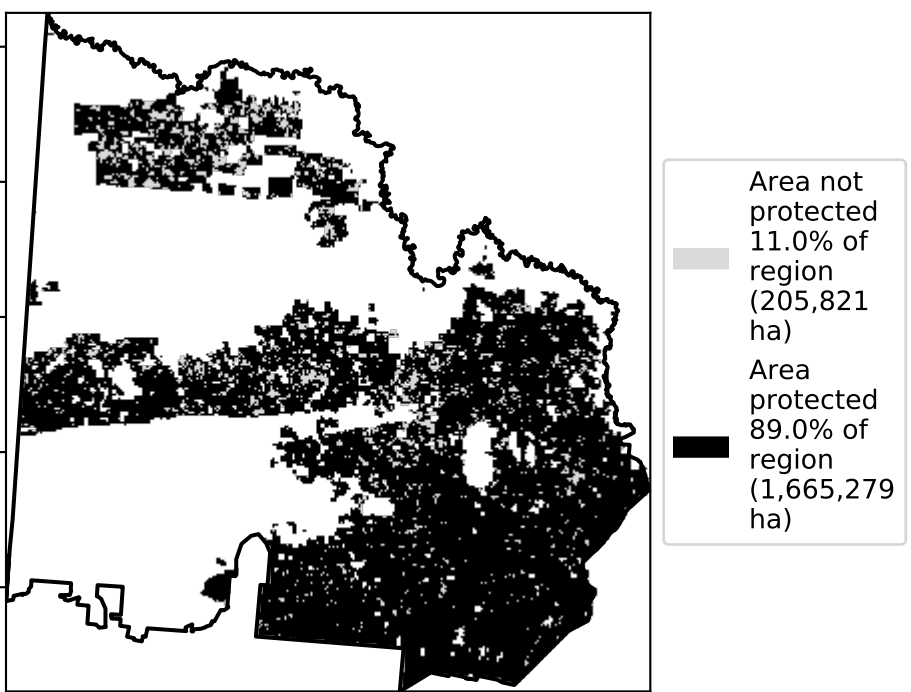 Area not
protected
11.0% of
region
(205,821
ha)
Area
protected
89.0% of
region
(1,665,279
ha)